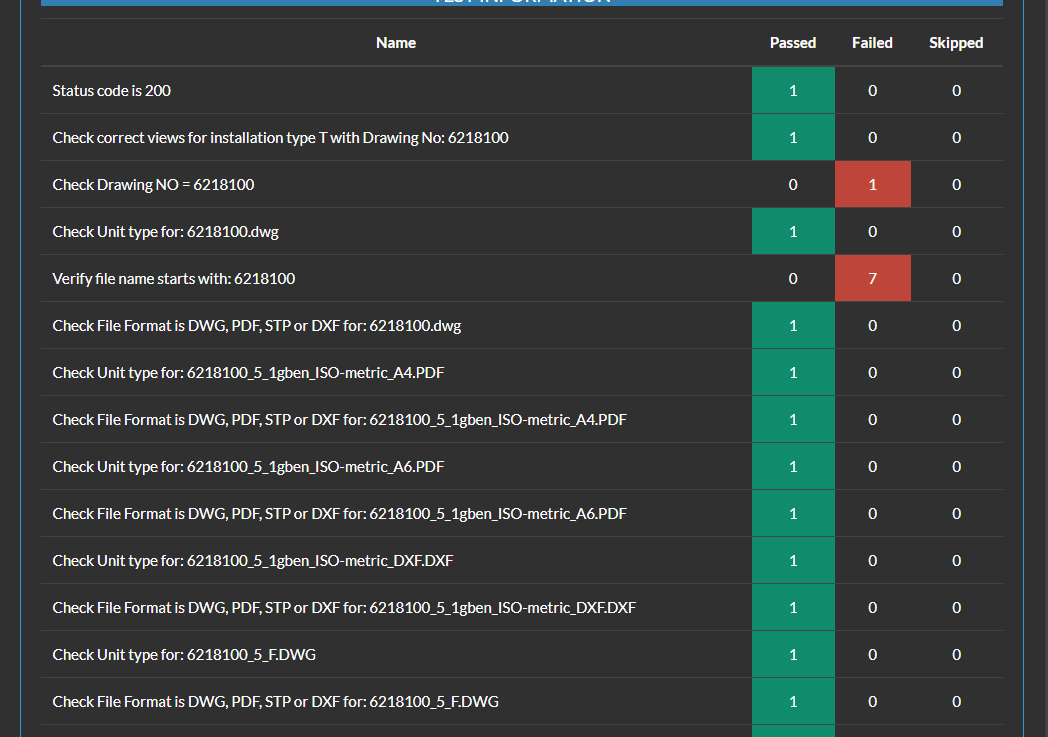 Name Passed Failed Skipped
Status code is 200 1 0 0
Check correct views for installation type T with Drawing No: 6218100 1 0 0
Check Drawing NO = 6218100 0 1 0
Check Unit type for: 6218100.dwg 1 0 0
Verify file name starts with: 6218100 0 7 0
Check File Format is DWG, PDF, STP or DXF for: 6218100.dwg 1 0 0
Check Unit type for: 6218100_5_1gben_ISO-metric_A4.PDF 1 0 0
Check File Format is DWG, PDF, STP or DXF for: 6218100_5_1gben_ISO-metric_A4.PDF 1 0 0
Check Unit type for: 6218100_5_1gben_ISO-metric_A6.PDF 1 0 0
Check File Format is DWG, PDF, STP or DXF for: 6218100_5_1gben_ISO-metric_A6.PDF 1 0 0
Check Unit type for: 6218100_5_1gben_ISO-metric_DXF.DXF 1 0 0
Check File Format is DWG, PDF, STP or DXF for: 6218100_5_1gben_ISO-metric_DXF.DXF 1 0 0
Check Unit type for: 6218100_5_F.DWG 1 0 0
Check File Format is DWG, PDF, STP or DXF for: 6218100_5_F.DWG 1 0 0